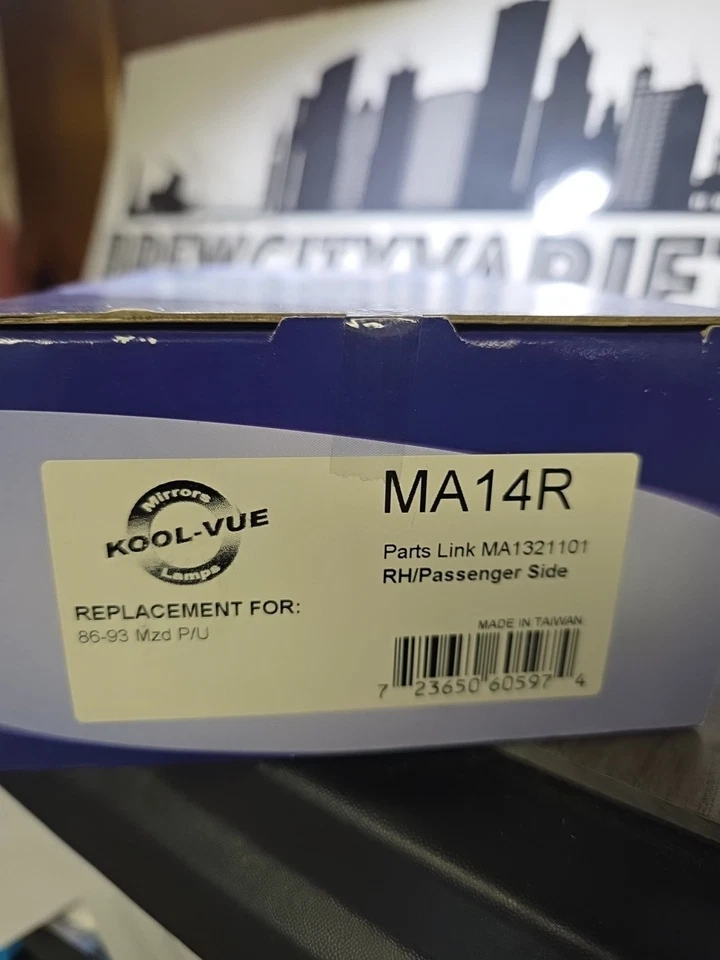 BREWCITYVARIET
Mirrors
KOOL-VUE
Lamps
REPLACEMENT FOR:
86-93 Mzd P/U
MA14R
Parts Link MA1321101
RH/Passenger Side
MADE IN TAIWAN
7 23650 60597 4